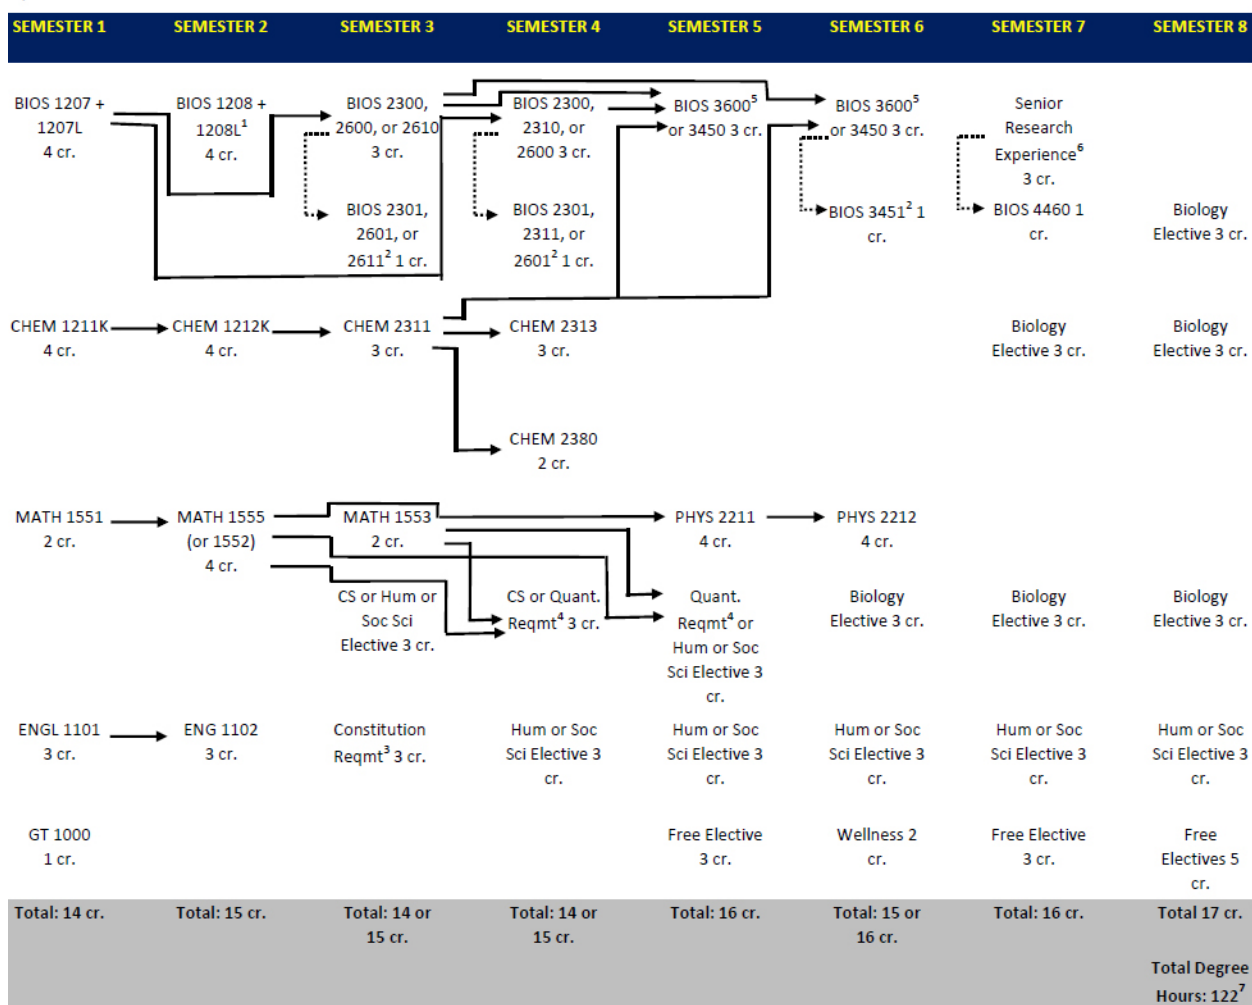 SEMESTER 1 SEMESTER 2 SEMESTER 3 SEMESTER 4 SEMESTER 5 SEMESTER 6 SEMESTER 7 SEMESTER 8
BIOS 1207 +
1207L
4 cr.
BIOS 1208 +
1208L¹
4 cr.
BIOS 2300,
2600, or 2610
3 cr.
BIOS 2300,
2310, or
2600 3 cr.
BIOS 3600⁵
or 3450 3 cr.
BIOS 3600⁵
or 3450 3 cr.
Senior
Research
Experience⁶
3 cr.
BIOS 2301,
2601, or
2611² 1 cr.
BIOS 2301,
2311, or
2601² 1 cr.
BIOS 3451² 1
cr.
BIOS 4460 1
cr.
Biology
Elective 3 cr.
CHEM 1211K
4 cr.
CHEM 1212K
4 cr.
CHEM 2311
3 cr.
CHEM 2313
3 cr.
Biology
Elective 3 cr.
Biology
Elective 3 cr.
CHEM 2380
2 cr.
MATH 1551
2 cr.
MATH 1555
(or 1552)
4 cr.
MATH 1553
2 cr.
PHYS 2211
4 cr.
PHYS 2212
4 cr.
CS or Hum or
Soc Sci
Elective 3 cr.
CS or Quant.
Reqmt⁴ 3 cr.
Quant.
Reqmt⁴ or
Hum or Soc
Sci Elective 3
cr.
Biology
Elective 3 cr.
Biology
Elective 3 cr.
Biology
Elective 3 cr.
ENGL 1101
3 cr.
ENG 1102
3 cr.
Constitution
Reqmt³ 3 cr.
Hum or Soc
Sci Elective 3
cr.
Hum or Soc
Sci Elective 3
cr.
Hum or Soc
Sci Elective 3
cr.
Hum or Soc
Sci Elective 3
cr.
Hum or Soc
Sci Elective 3
cr.
GT 1000
1 cr.
Free Elective
3 cr.
Wellness 2
cr.
Free Elective
3 cr.
Free
Electives 5
cr.
Total: 14 cr.
Total: 15 cr.
Total: 14 or
15 cr.
Total: 14 or
15 cr.
Total: 16 cr.
Total: 15 or
16 cr.
Total: 16 cr.
Total 17 cr.
Total Degree
Hours: 122⁷